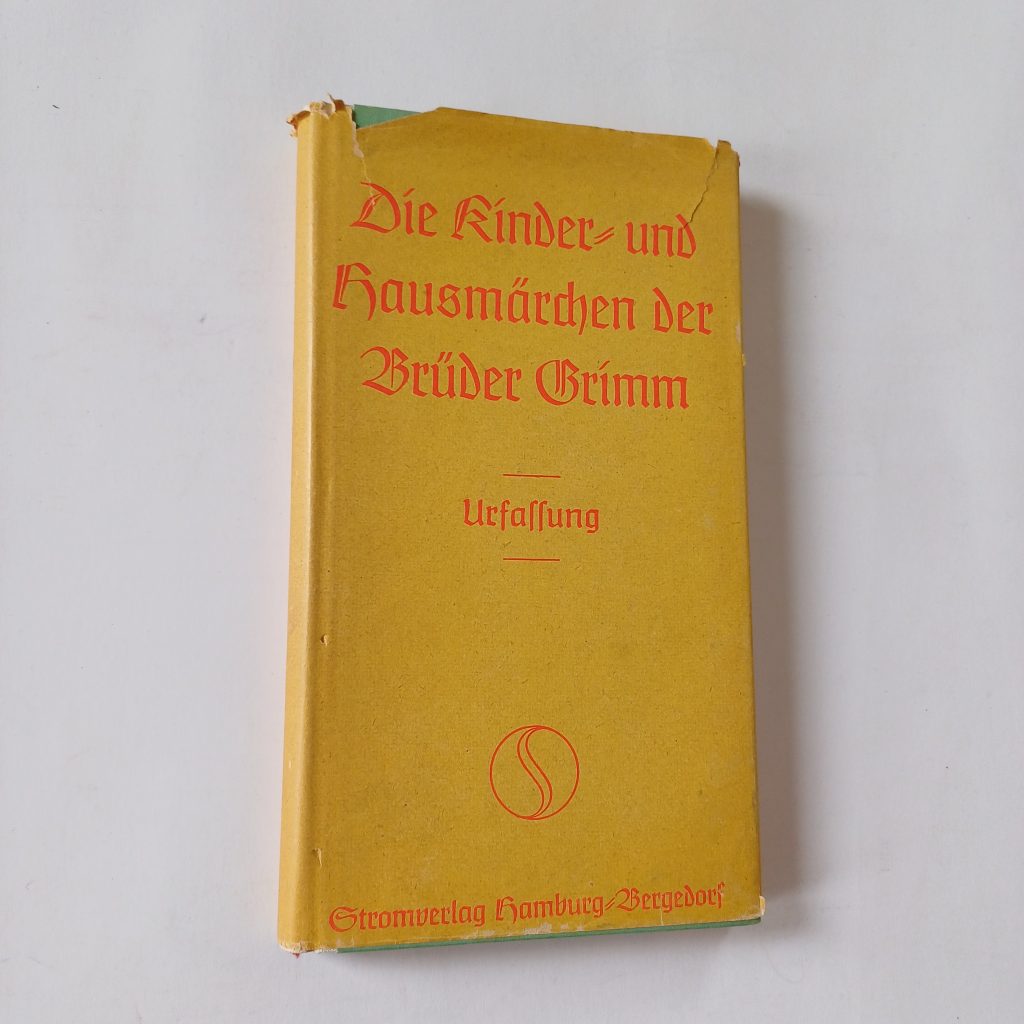 Die Kinder- und
Hausmärchen der
Brüder Grimm
Urfaſſung
S
Stromverlag Hamburg-Bergedorf